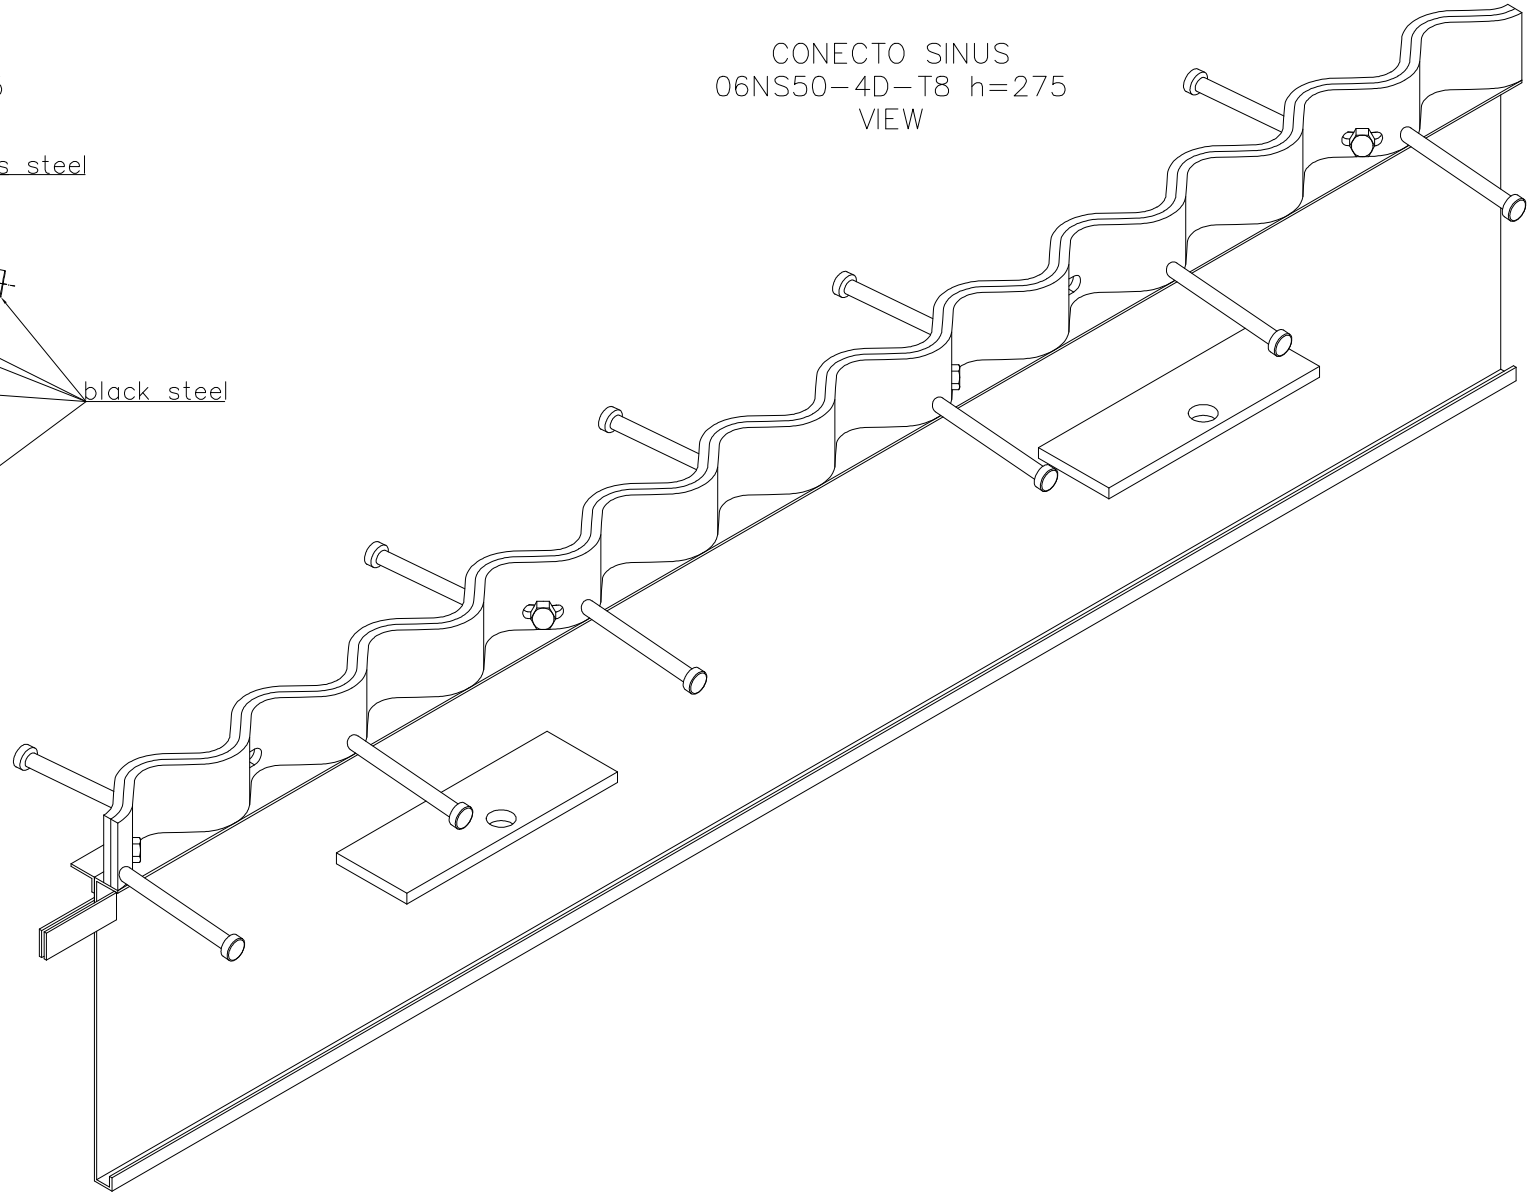 CONECTO SINUS
06NS50-4D-T8 h=275
VIEW
steel
black steel